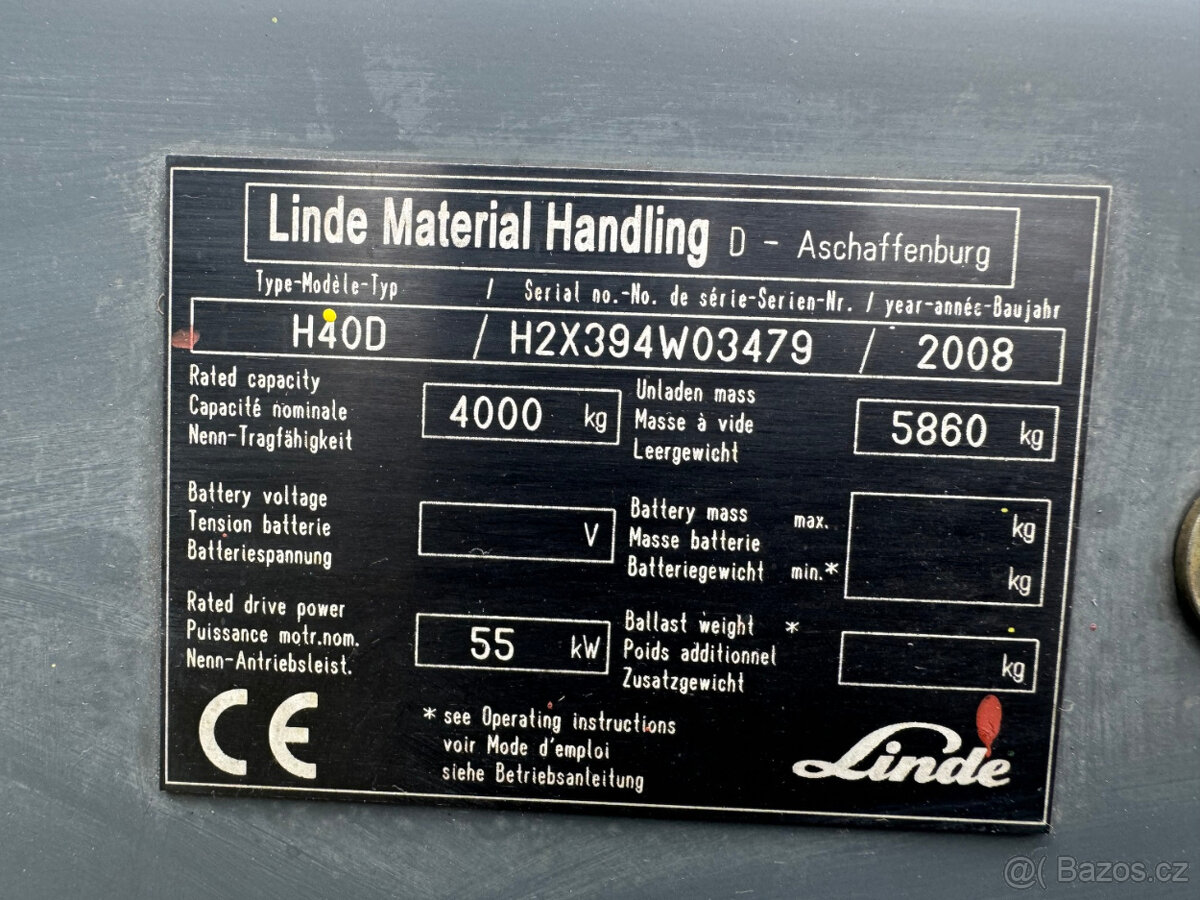 Linde Material Handling D - Aschaffenburg
Type-Modèle-Typ / Serial no.-No. de série-Serien-Nr. / year-année-Baujahr
H40D / H2X394W03479 / 2008
Rated capacity
Capacité nominale
Nenn-Tragfähigkeit
4000 kg
Unladen mass
Masse à vide
Leergewicht
5860 kg
Battery voltage
Tension batterie
Batteriespannung
V
Battery mass max.
Masse batterie
Batteriegewicht min.*
kg
kg
Rated drive power
Puissance motr.nom.
Nenn-Antriebsleist.
55 kW
Ballast weight *
Poids additionnel
Zusatzgewicht
kg
CE
* see Operating instructions
voir Mode d'emploi
siehe Betriebsanleitung
Linde
@( Bazos.cz